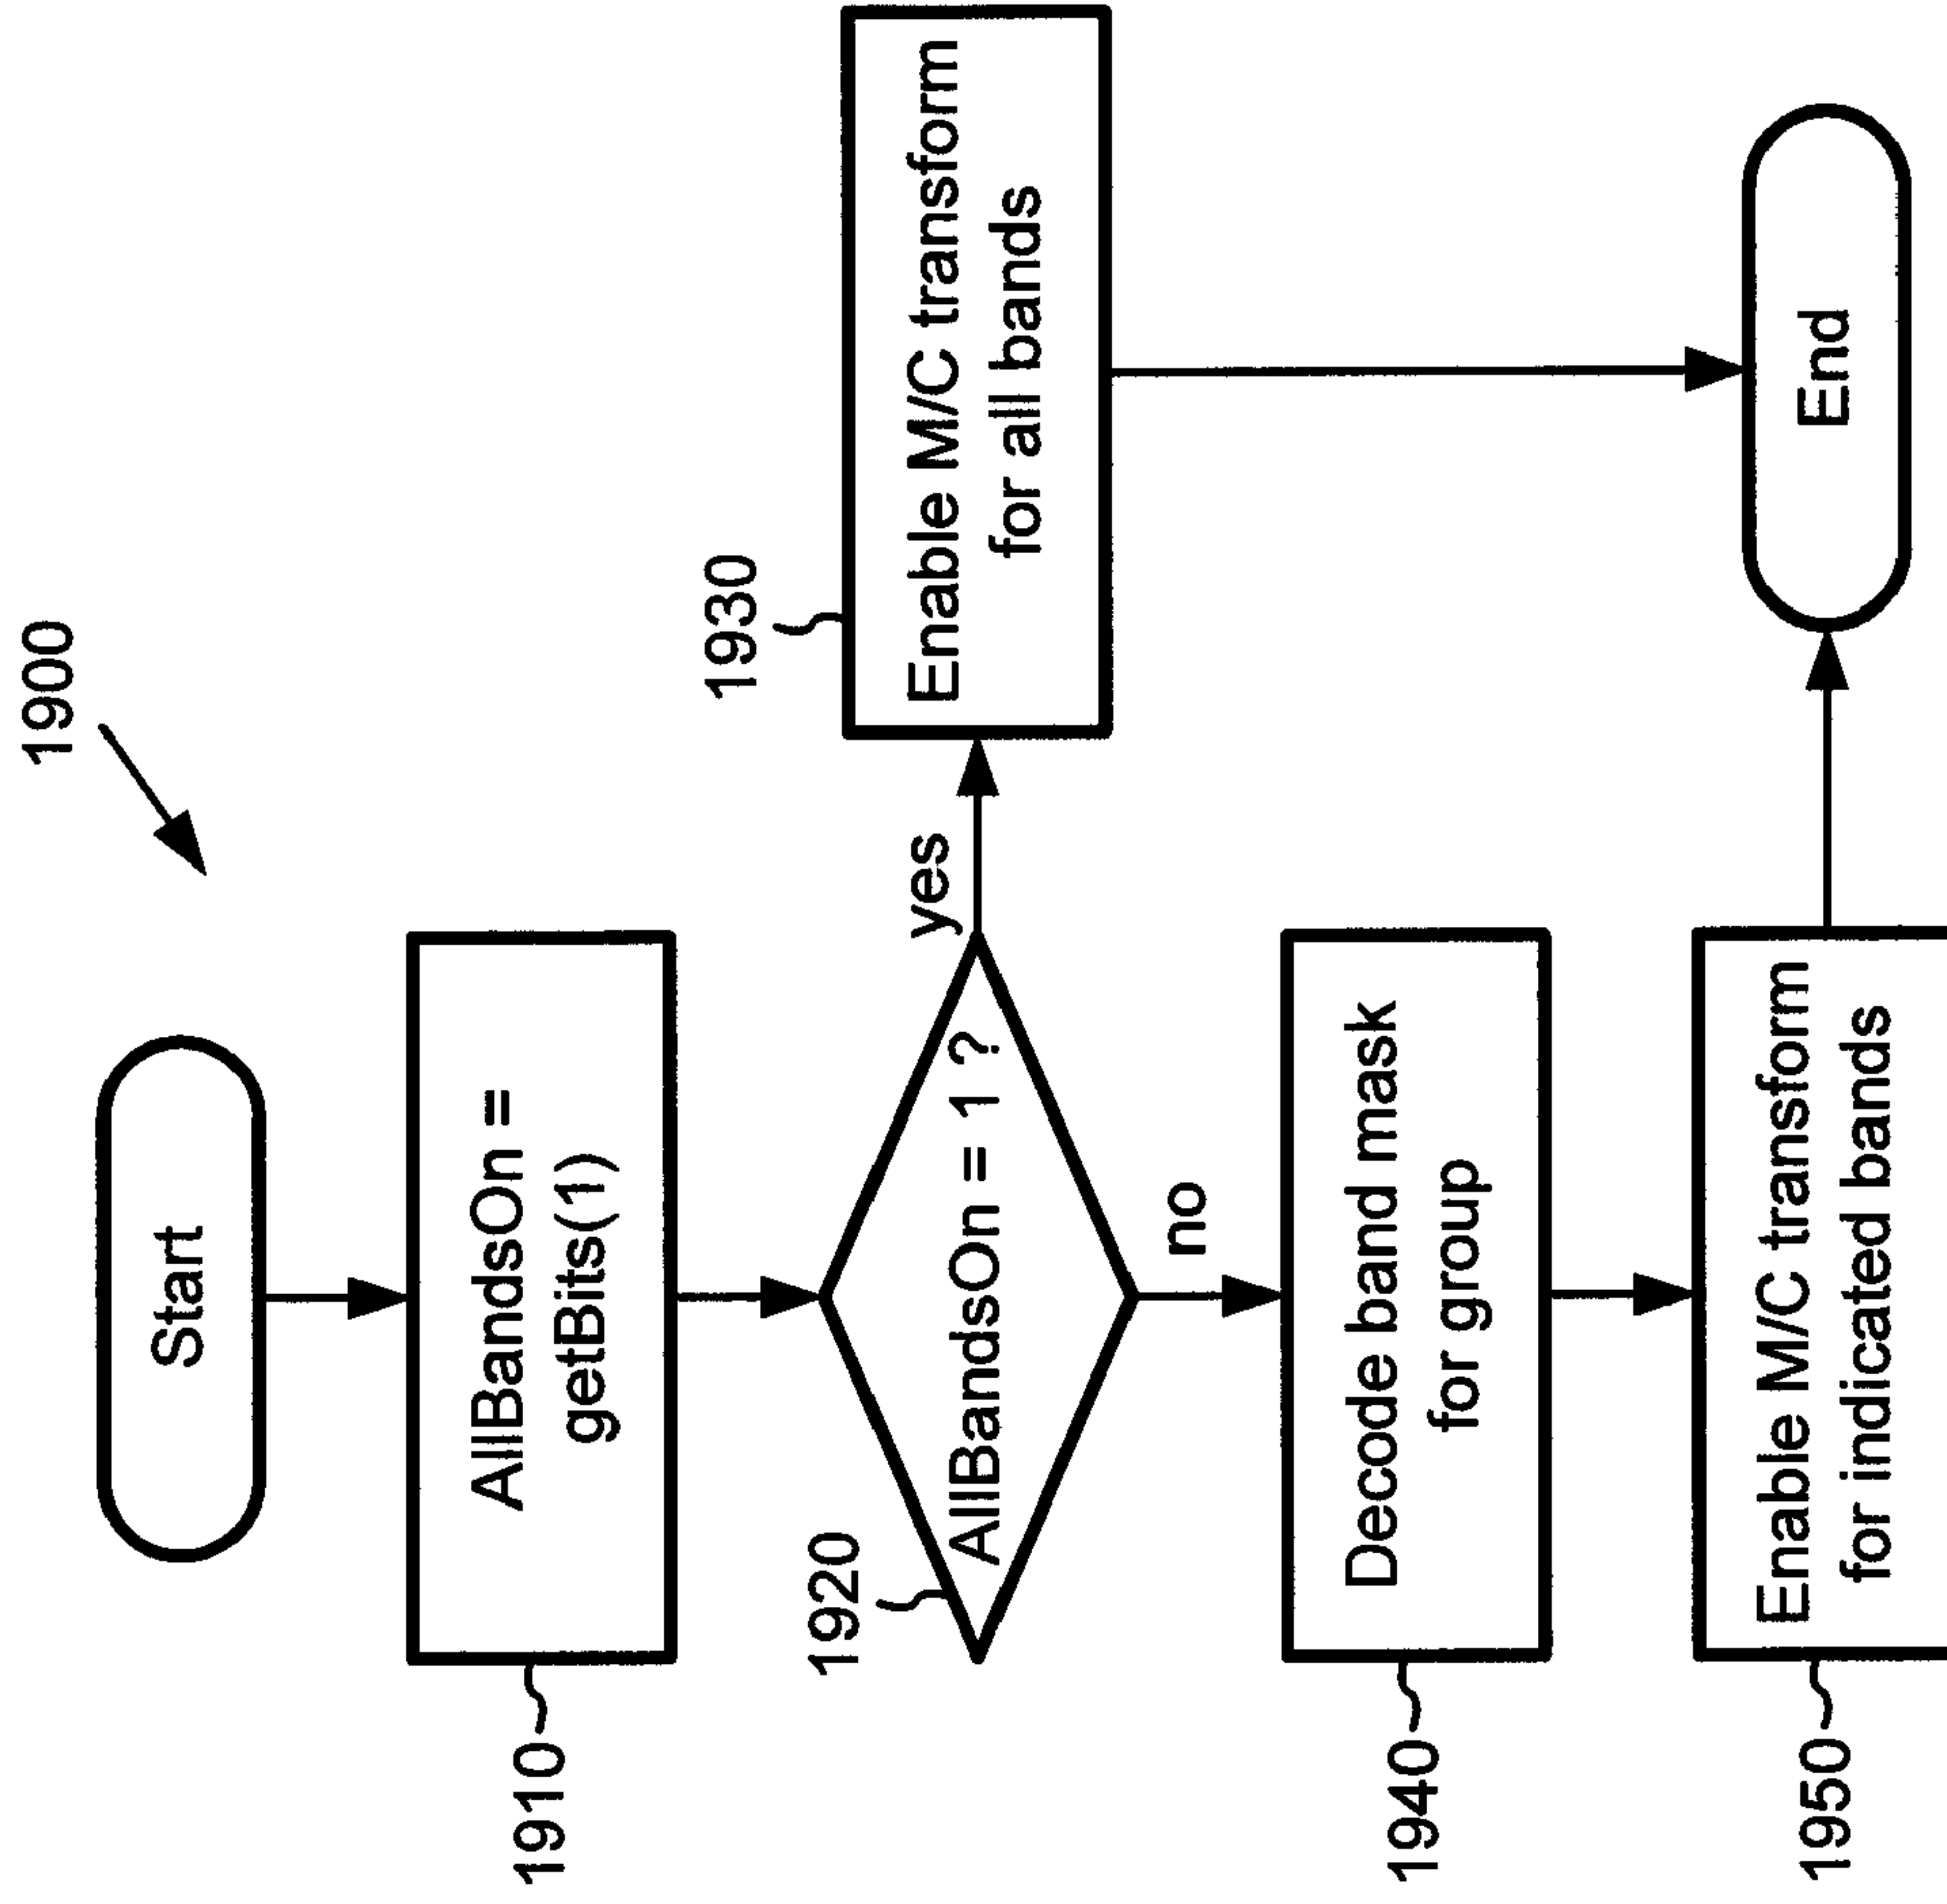 1900
Start
1910
AllBandsOn =
getBits(1)
1920
AllBandsOn = 1 ?
yes
1930
Enable M/C transform
for all bands
no
1940
Decode band mask
for group
1950
Enable M/C transform
for indicated bands
End